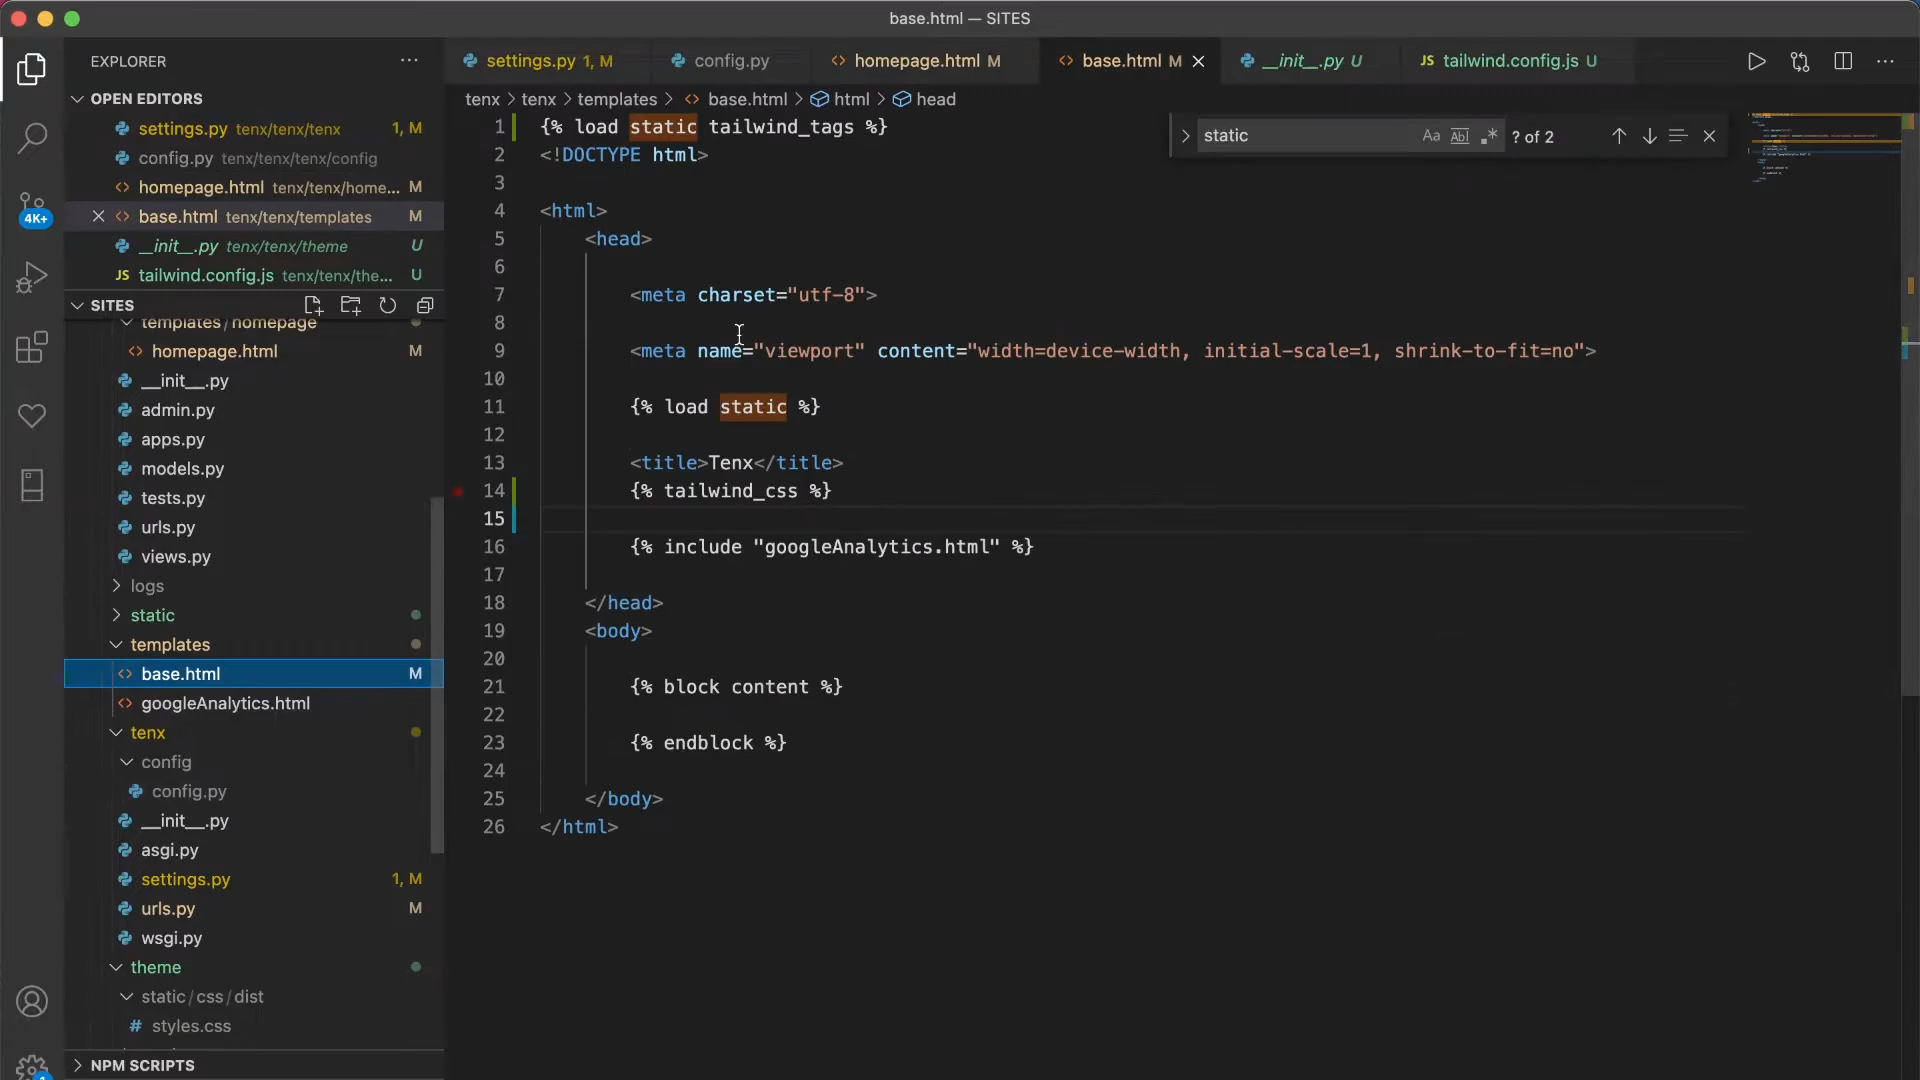 base.html — SITES
EXPLORER
settings.py 1, M
config.py
homepage.html M
base.html M
__init__.py U
JS tailwind.config.js U
OPEN EDITORS
settings.py tenx/tenx/tenx 1, M
config.py tenx/tenx/tenx/config
homepage.html tenx/tenx/home... M
base.html tenx/tenx/templates M
__init__.py tenx/tenx/theme U
JS tailwind.config.js tenx/tenx/the... U
4K+
SITES
templates/homepage
homepage.html M
__init__.py
admin.py
apps.py
models.py
tests.py
urls.py
views.py
logs
static
templates
base.html M
googleAnalytics.html
tenx
config
config.py
__init__.py
asgi.py
settings.py 1, M
urls.py M
wsgi.py
theme
static/css/dist
# styles.css
NPM SCRIPTS
tenx > tenx > templates > base.html > html > head
static Aa Ab .* ? of 2
1 {% load static tailwind_tags %}
2 <!DOCTYPE html>
3
4 <html>
5 <head>
6
7 <meta charset="utf-8">
8
9 <meta name="viewport" content="width=device-width, initial-scale=1, shrink-to-fit=no">
10
11 {% load static %}
12
13 <title>Tenx</title>
14 {% tailwind_css %}
15
16 {% include "googleAnalytics.html" %}
17
18 </head>
19 <body>
20
21 {% block content %}
22
23 {% endblock %}
24
25 </body>
26 </html>